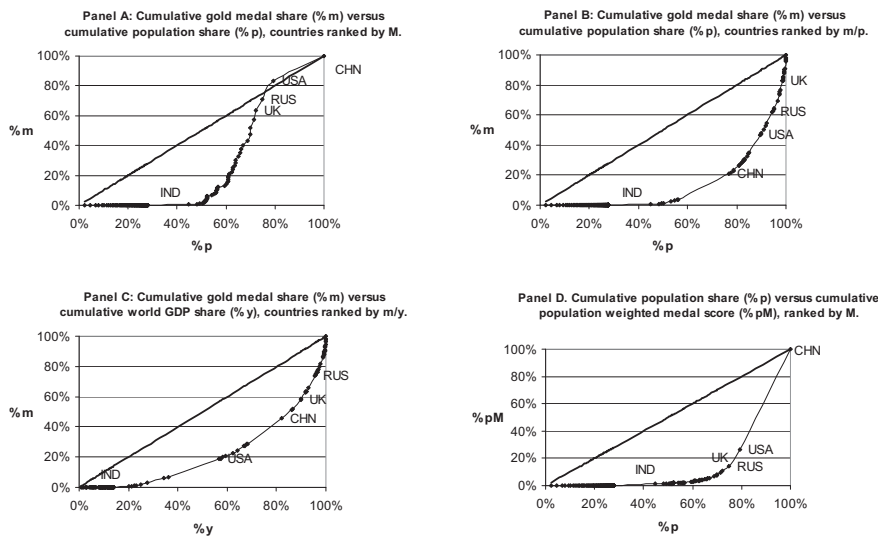 Panel A: Cumulative gold medal share (%m) versus
cumulative population share (%p), countries ranked by M.
100%
80%
60%
40%
20%
0%
%m
CHN
USA
RUS
UK
IND
0% 20% 40% 60% 80% 100%
%p
Panel B: Cumulative gold medal share (%m) versus
cumulative population share (%p), countries ranked by m/p.
100%
80%
60%
40%
20%
0%
%m
UK
RUS
USA
CHN
IND
0% 20% 40% 60% 80% 100%
%p
Panel C: Cumulative gold medal share (%m) versus
cumulative world GDP share (%y), countries ranked by m/y.
100%
80%
60%
40%
20%
0%
%m
RUS
UK
CHN
USA
IND
0% 20% 40% 60% 80% 100%
%y
Panel D. Cumulative population share (%p) versus cumulative
population weighted medal score (%pM), ranked by M.
100%
80%
60%
40%
20%
0%
%pM
CHN
USA
UK
RUS
IND
0% 20% 40% 60% 80% 100%
%p